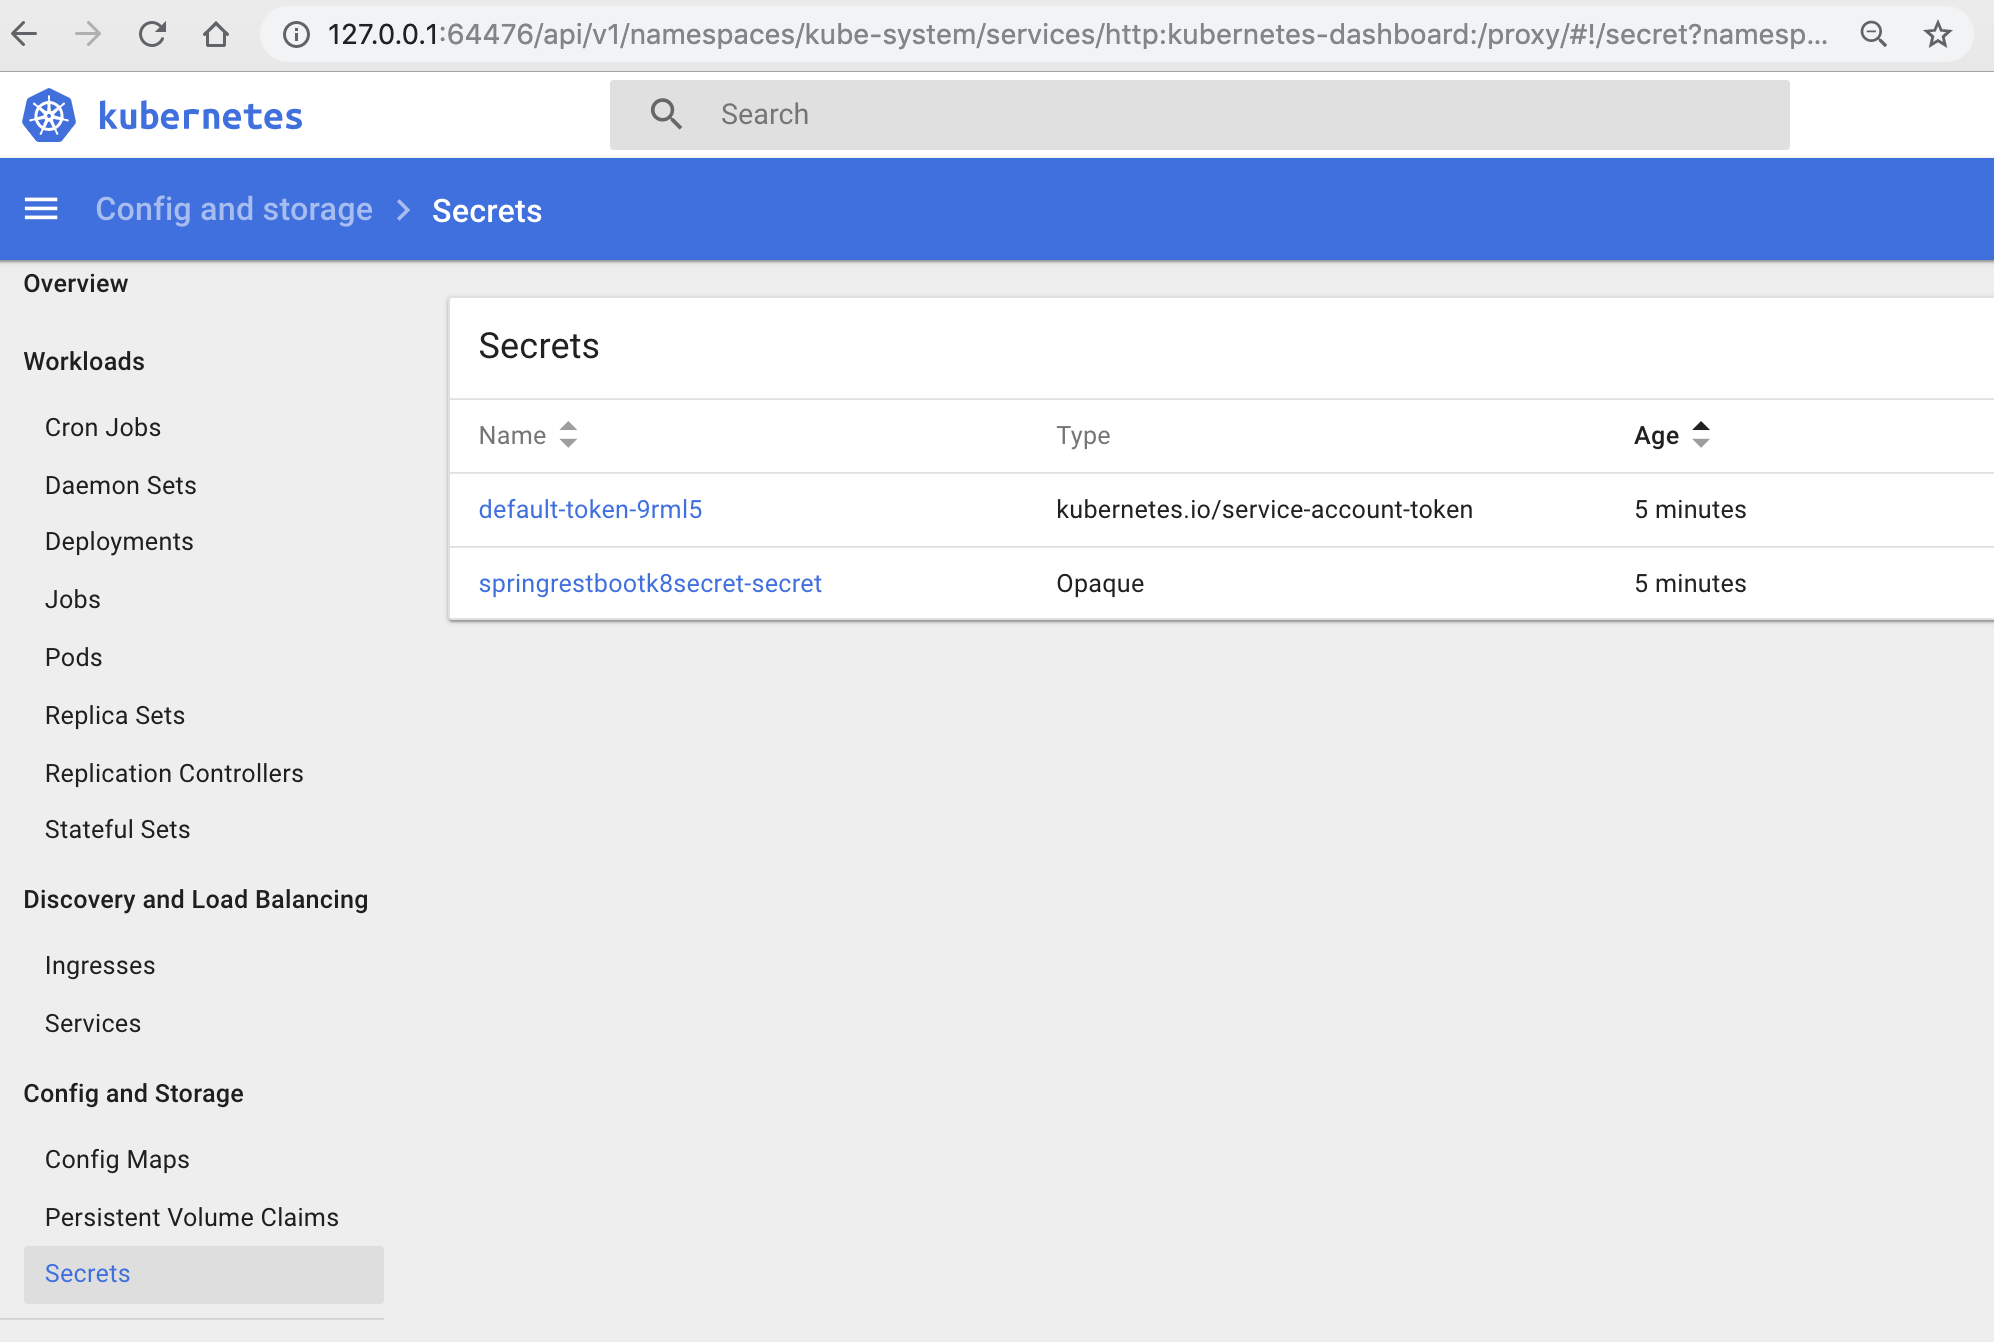 127.0.0.1:64476/api/v1/namespaces/kube-system/services/http:kubernetes-dashboard:/proxy/#!/secret?namesp...
kubernetes
Search
Config and storage > Secrets
Overview
Workloads
Cron Jobs
Daemon Sets
Deployments
Jobs
Pods
Replica Sets
Replication Controllers
Stateful Sets
Discovery and Load Balancing
Ingresses
Services
Config and Storage
Config Maps
Persistent Volume Claims
Secrets
Secrets
Name Type Age
default-token-9rml5 kubernetes.io/service-account-token 5 minutes
springrestbootk8secret-secret Opaque 5 minutes